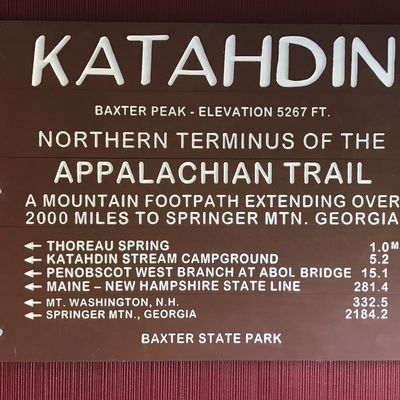 KATAHDIN
BAXTER PEAK - ELEVATION 5267 FT.
NORTHERN TERMINUS OF THE
APPALACHIAN TRAIL
A MOUNTAIN FOOTPATH EXTENDING OVER
2000 MILES TO SPRINGER MTN. GEORGIA
← THOREAU SPRING 1.0 M
← KATAHDIN STREAM CAMPGROUND 5.2
← PENOBSCOT WEST BRANCH AT ABOL BRIDGE 15.1
← MAINE – NEW HAMPSHIRE STATE LINE 281.4
← MT. WASHINGTON, N.H. 332.5
← SPRINGER MTN., GEORGIA 2184.2
BAXTER STATE PARK